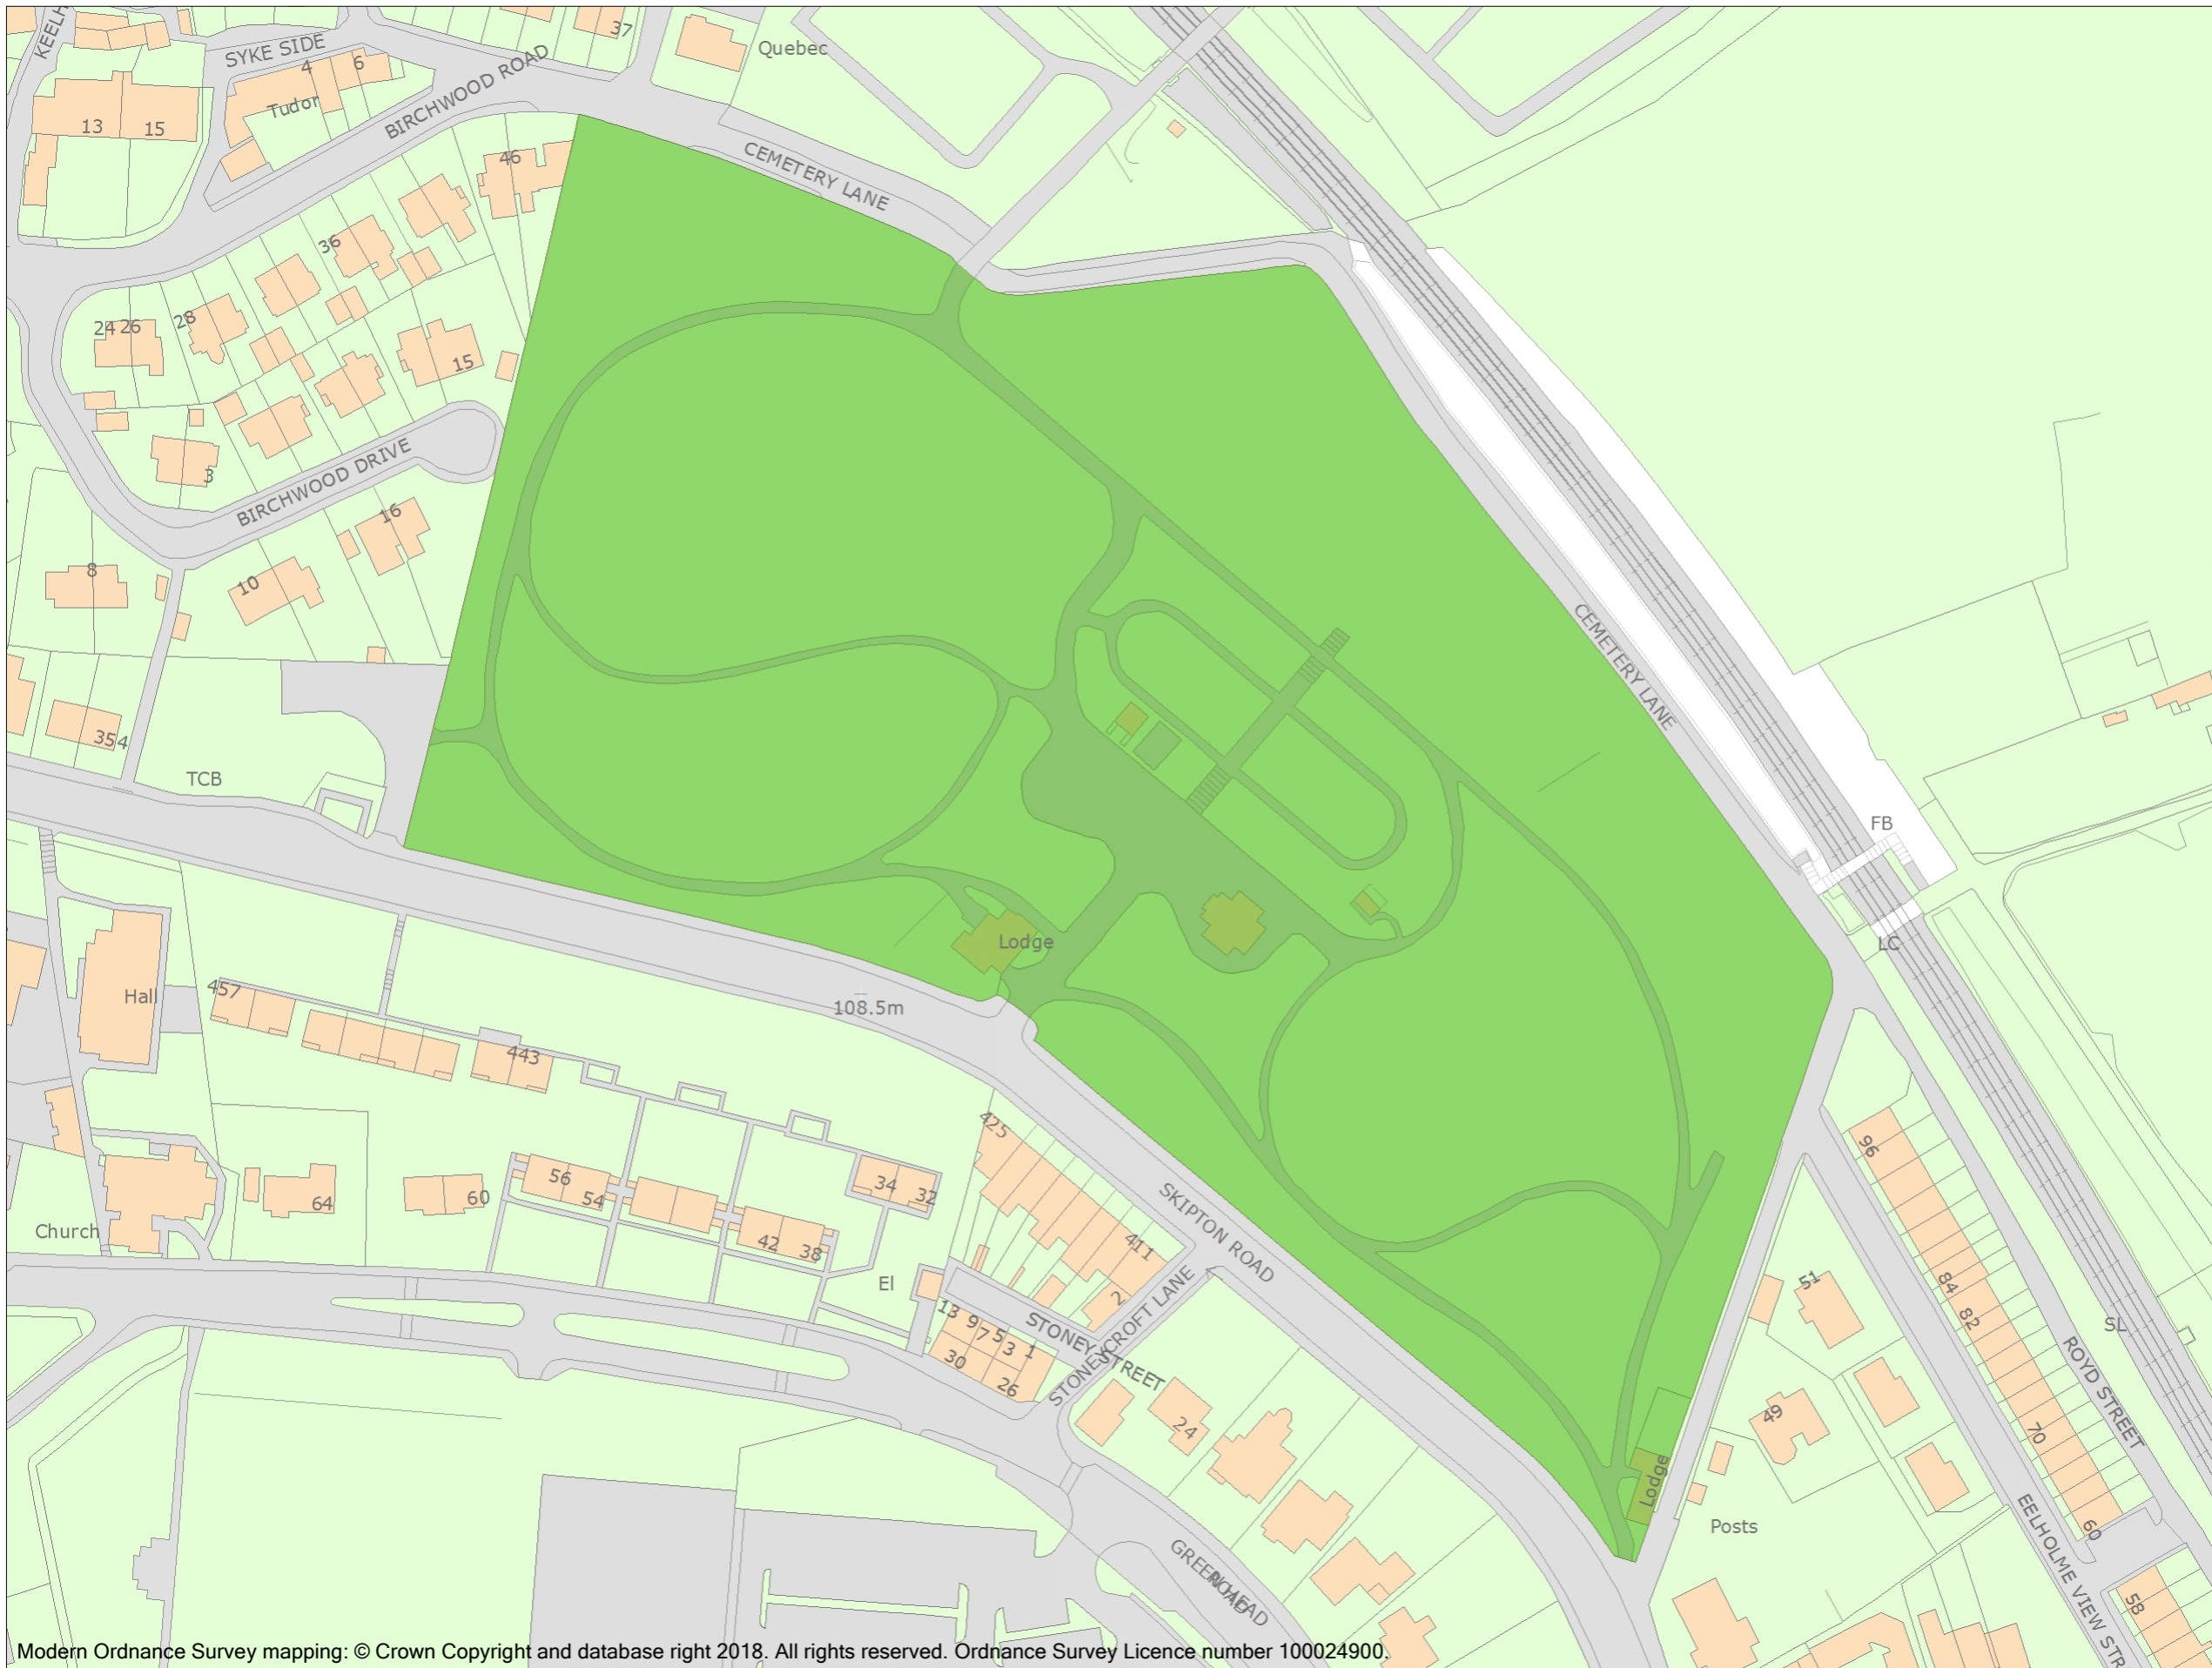 KEELH
SYKE SIDE
4
6
37
Quebec
Tudor
BIRCHWOOD ROAD
13
15
46
CEMETERY LANE
36
24
26
28
15
3
BIRCHWOOD DRIVE
16
8
10
354
TCB
CEMETERY LANE
FB
LC
Lodge
Hall
457
108.5m
443
425
96
56
54
34
32
64
60
Church
42
38
El
SKIPTON ROAD
411
2
51
84
82
SL
13
9
7
5
3
1
STONEY STREET
STONEYCROFT LANE
30
26
24
49
70
ROYD STREET
Lodge
Posts
60
EELHOLME VIEW STR
GREENHEAD
ROAD
58
Modern Ordnance Survey mapping: © Crown Copyright and database right 2018. All rights reserved. Ordnance Survey Licence number 100024900.